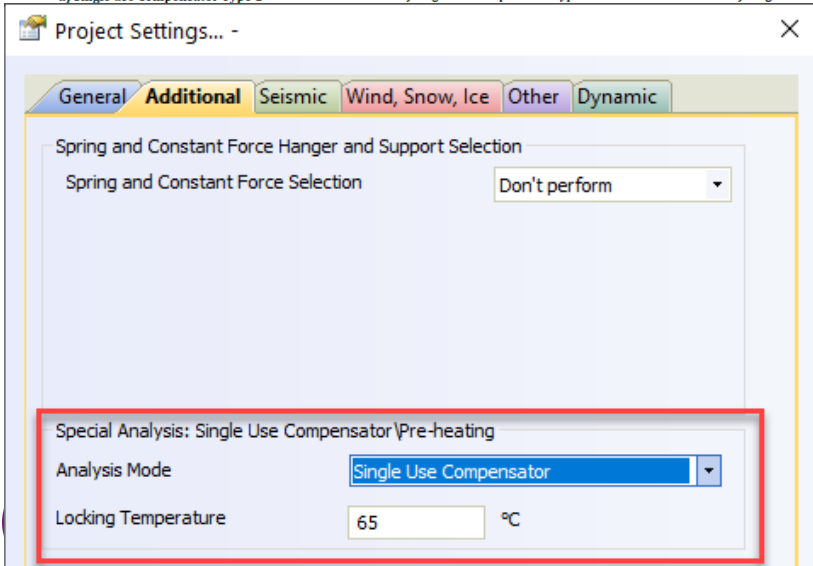 Project Settings... -
General Additional Seismic Wind, Snow, Ice Other Dynamic
Spring and Constant Force Hanger and Support Selection
Spring and Constant Force Selection Don't perform
Special Analysis: Single Use Compensator\Pre-heating
Analysis Mode Single Use Compensator
Locking Temperature 65 ºC